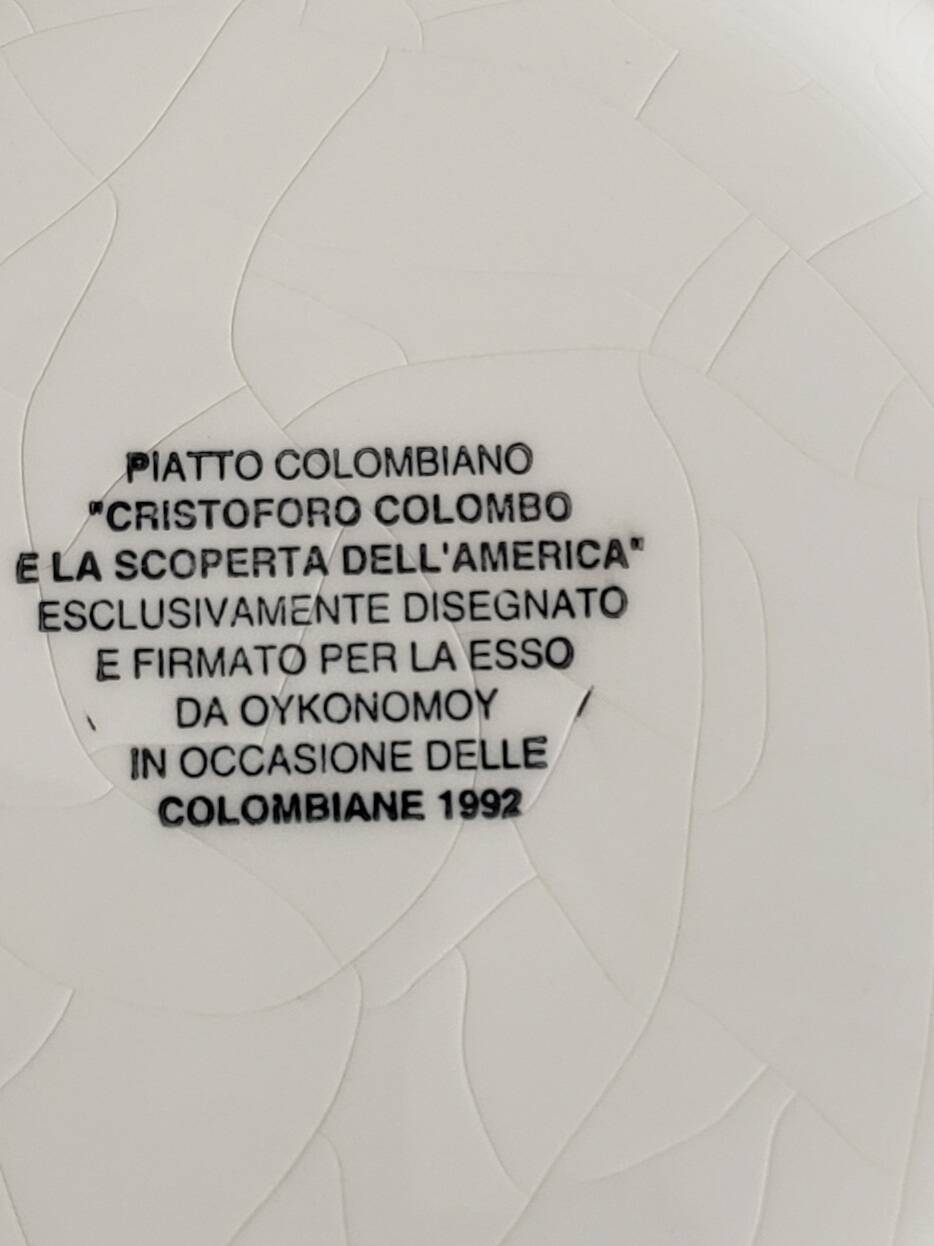 PIATTO COLOMBIANO
"CRISTOFORO COLOMBO
E LA SCOPERTA DELL'AMERICA"
ESCLUSIVAMENTE DISEGNATO
E FIRMATO PER LA ESSO
DA OYKONOMOY
IN OCCASIONE DELLE
COLOMBIANE 1992